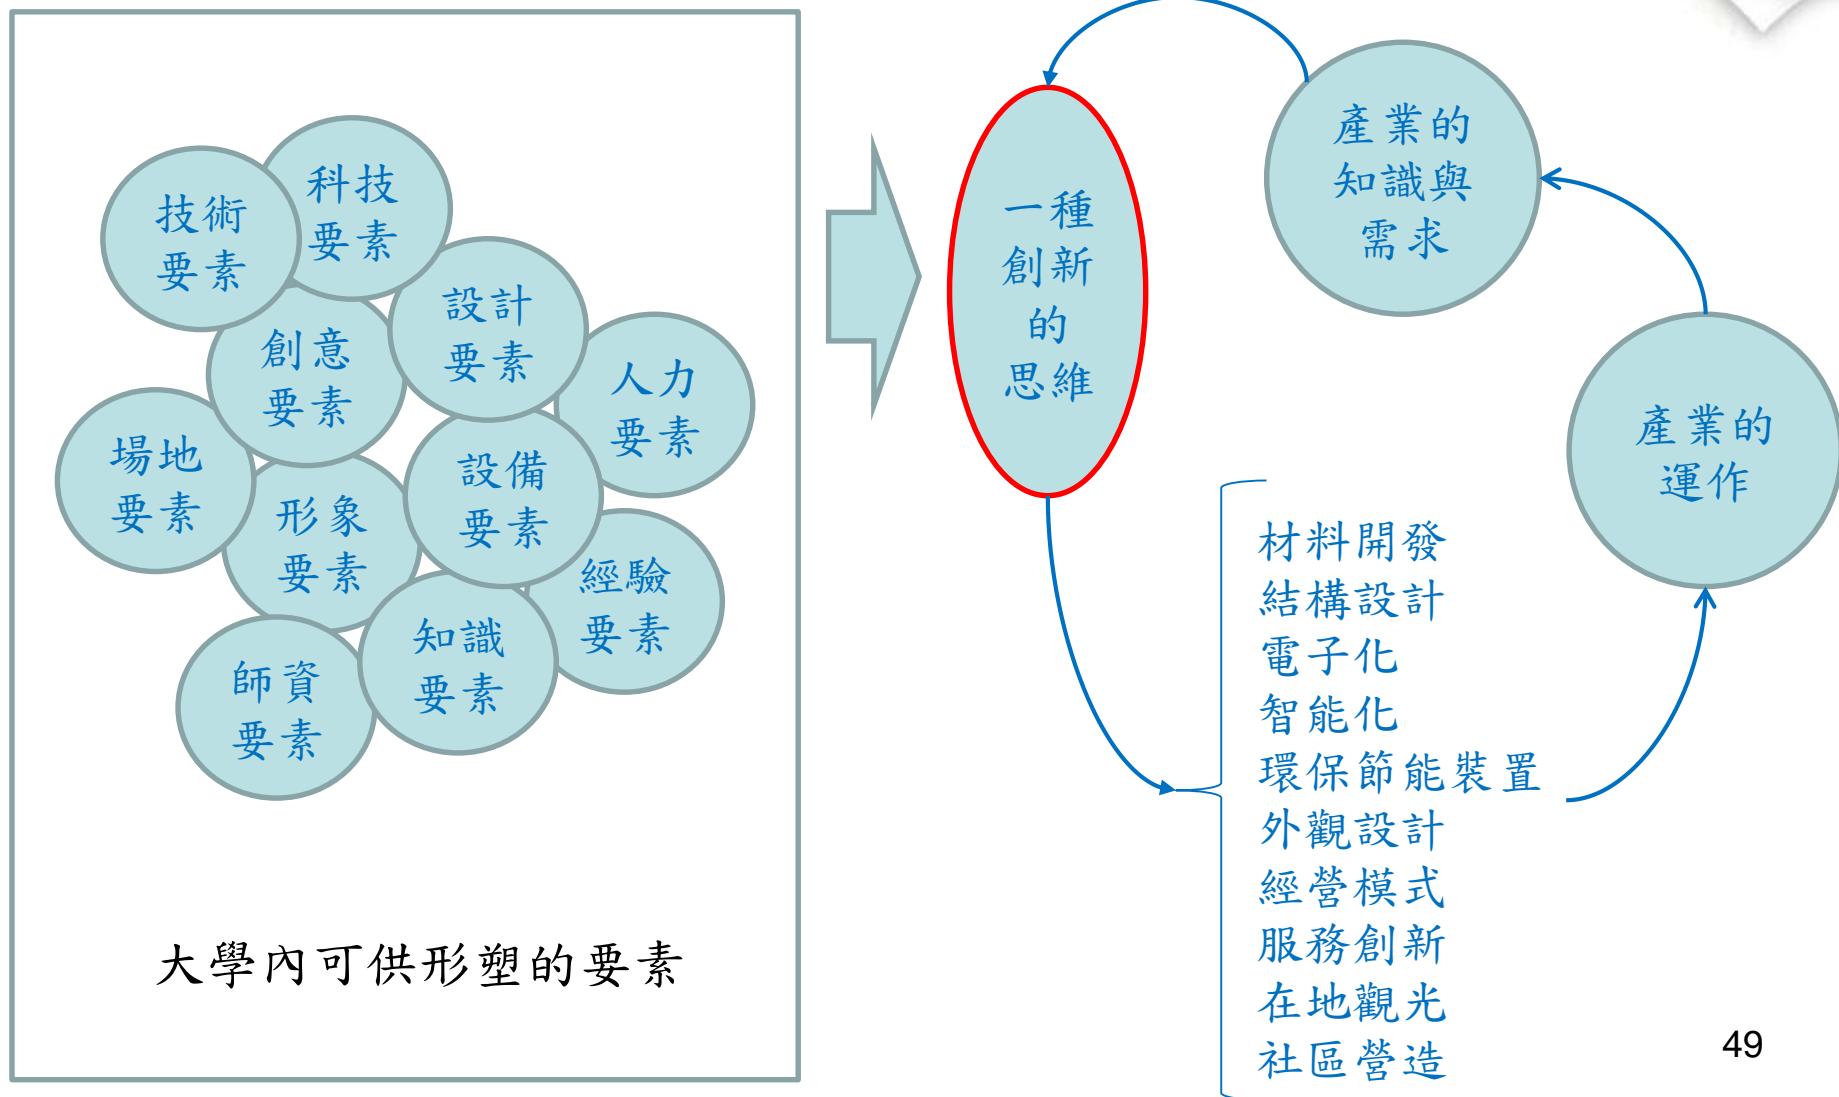 科技
要素
技術
要素
設計
要素
創意
要素
人力
要素
場地
要素
設備
要素
形象
要素
經驗
要素
知識
要素
師資
要素
大學內可供形塑的要素
一種
創新
的
思維
產業的
知識與
需求
產業的
運作
材料開發
結構設計
電子化
智能化
環保節能裝置
外觀設計
經營模式
服務創新
在地觀光
社區營造
49